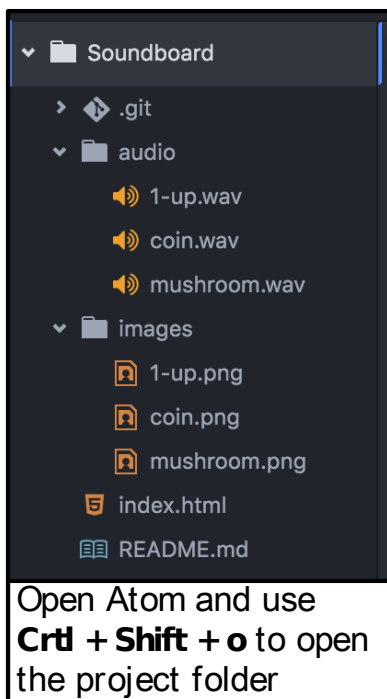 Soundboard
.git
audio
1-up.wav
coin.wav
mushroom.wav
images
1-up.png
coin.png
mushroom.png
index.html
README.md
Open Atom and use
Crtl + Shift + o to open
the project folder